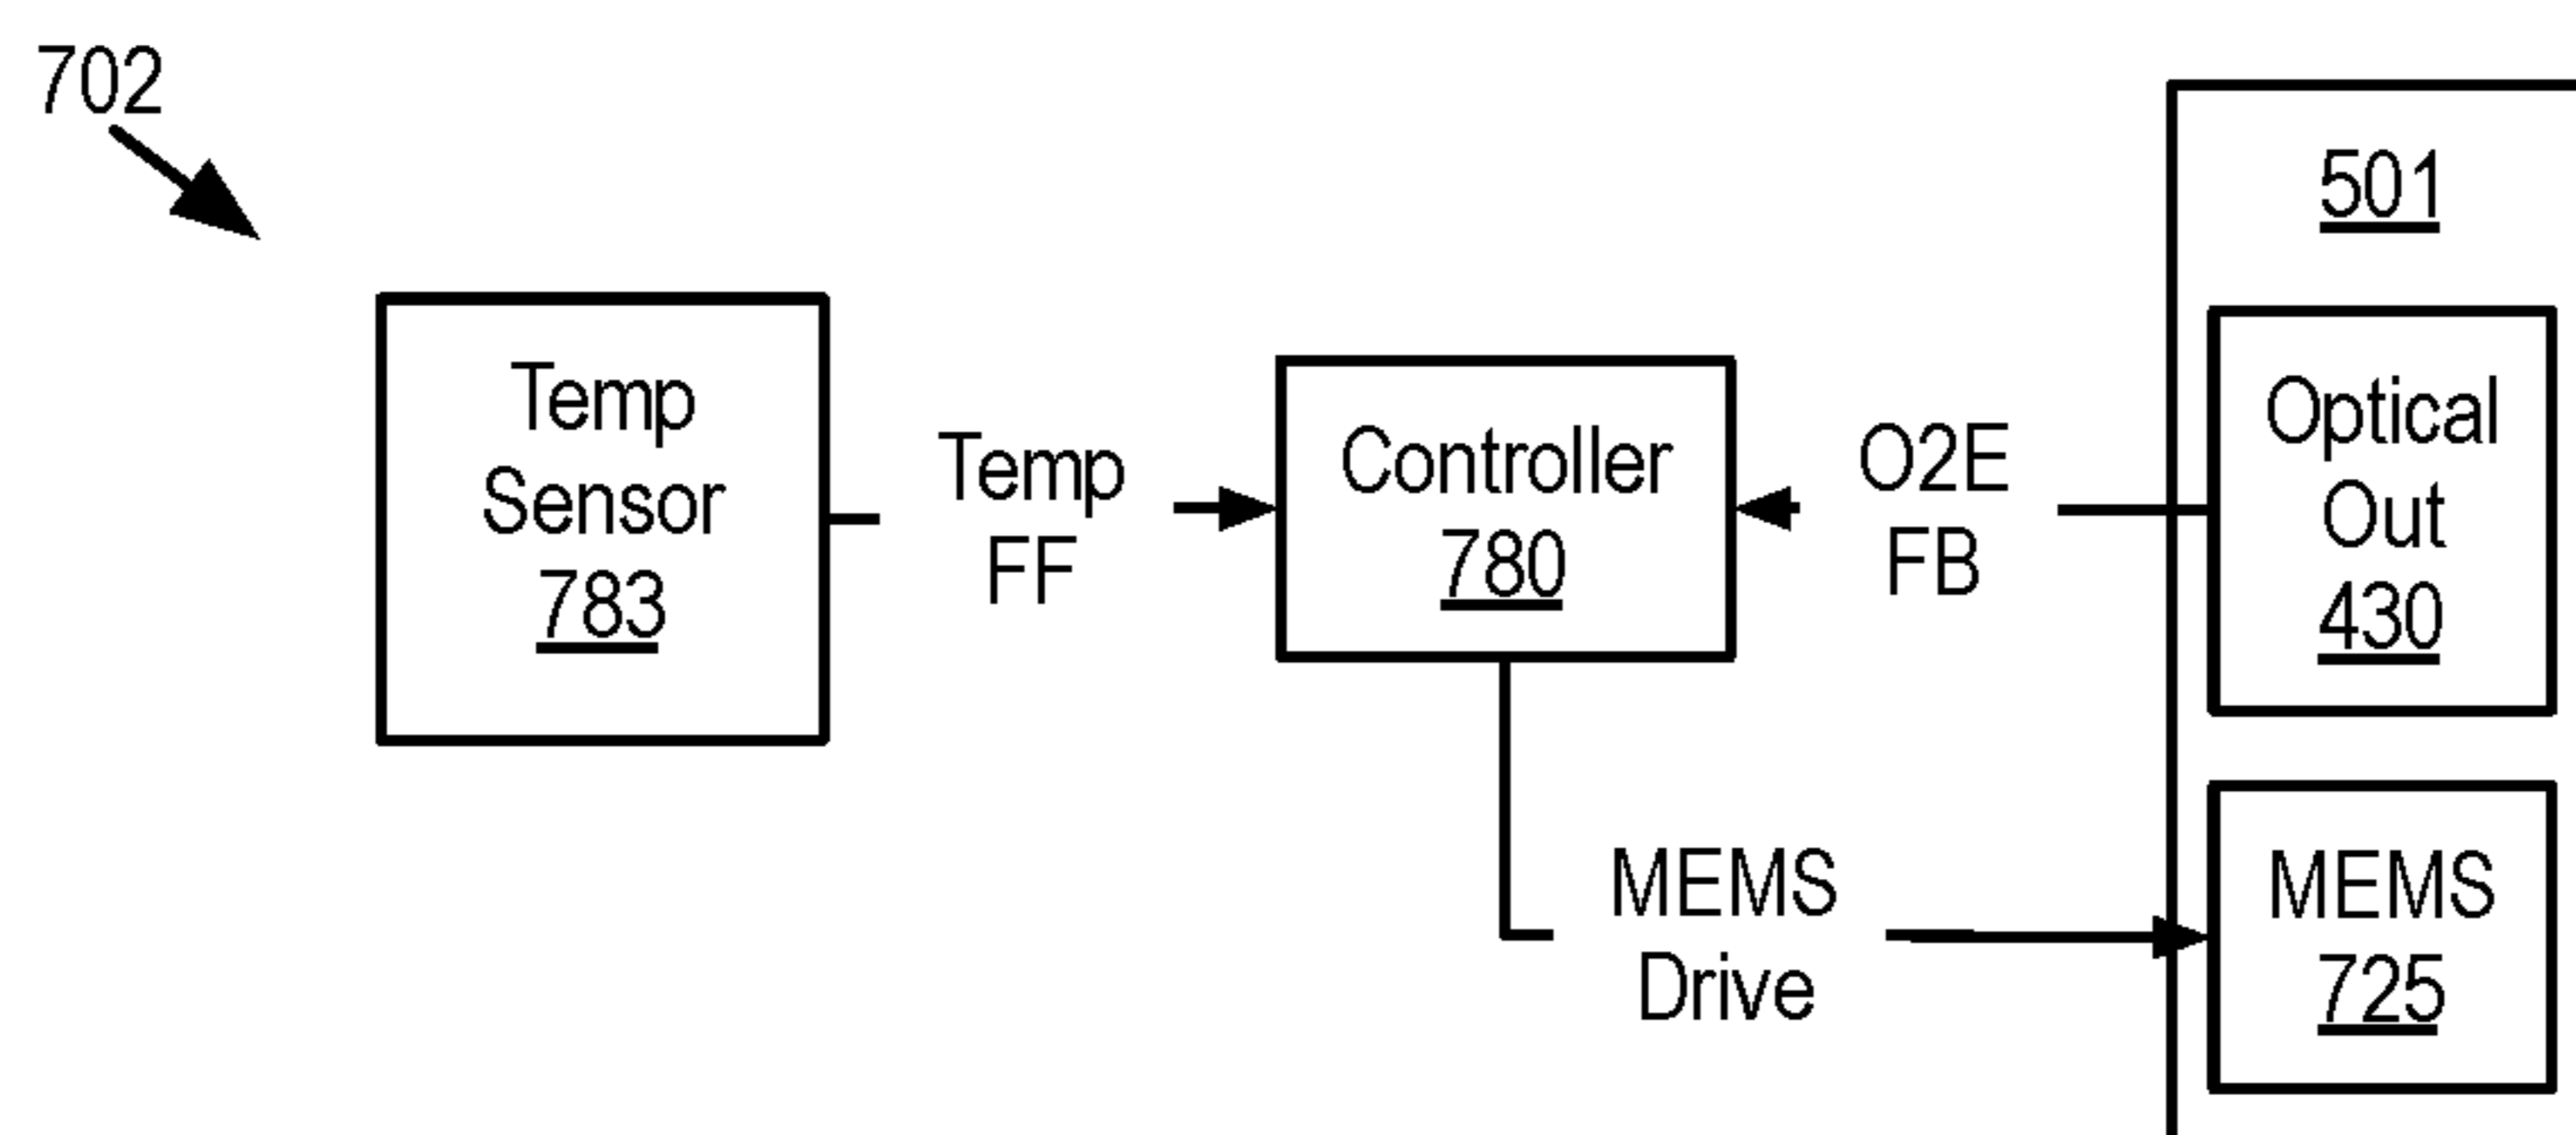 702
Temp
Sensor
783
Temp
FF
Controller
780
O2E
FB
501
Optical
Out
430
MEMS
Drive
MEMS
725